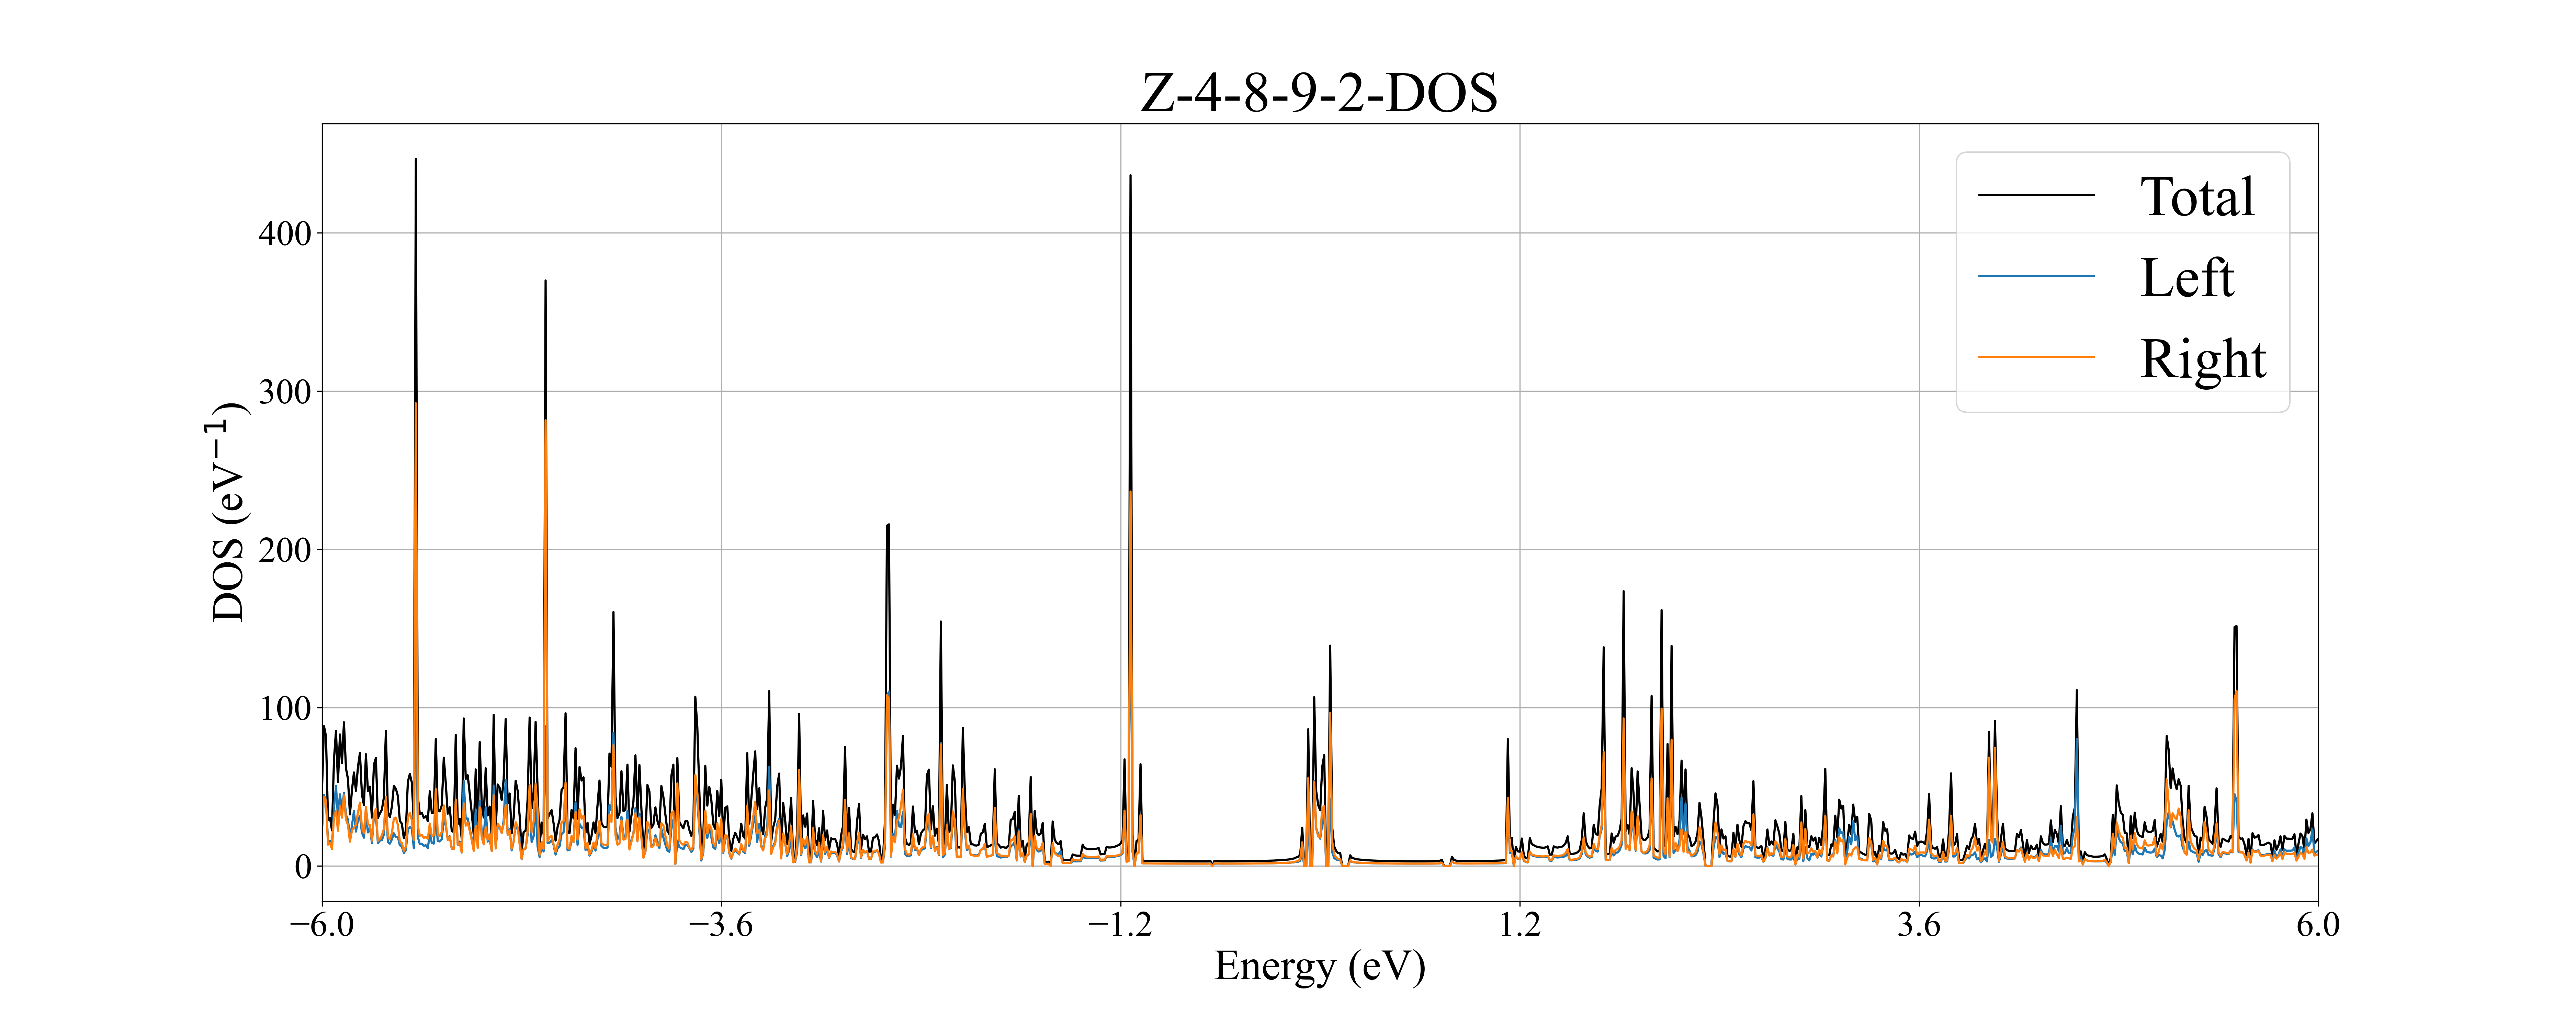 Z-4-8-9-2-DOS
Total
Left
Right
DOS (eV⁻¹)
400
300
200
100
0
−6.0 −3.6 −1.2 1.2 3.6 6.0
Energy (eV)